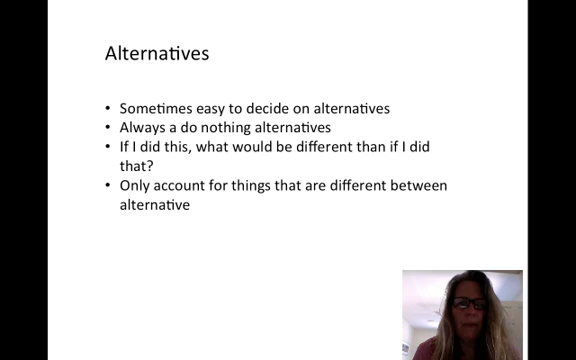 Alternatives
• Sometimes easy to decide on alternatives
• Always a do nothing alternatives
• If I did this, what would be different than if I did
that?
• Only account for things that are different between
alternative